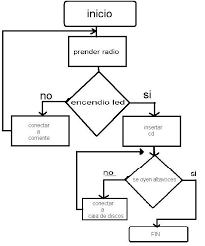 inicio
prender radio
encendio led
no
si
conectar
a
corriente
insertar
cd
se oyen altavoces
no
si
conectar
a
caja de discos
FIN